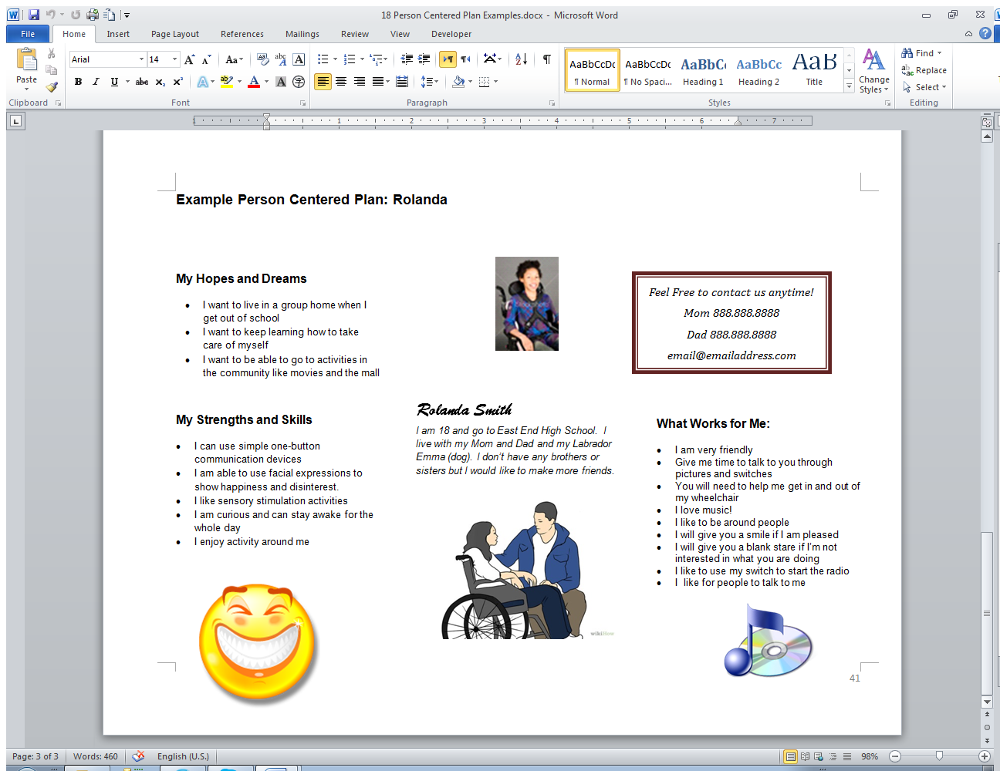 18 Person Centered Plan Examples.docx - Microsoft Word
File Home Insert Page Layout References Mailings Review View Developer
Paste
Clipboard
Arial 14
Font
Paragraph
AaBbCcDc AaBbCcDc AaBbC AaBbCc AaB
¶ Normal ¶ No Spaci... Heading 1 Heading 2 Title
Change Styles
Styles
Find
Replace
Select
Editing
1 1 2 3 4 5 6 7
Example Person Centered Plan: Rolanda
My Hopes and Dreams
• I want to live in a group home when I
get out of school
• I want to keep learning how to take
care of myself
• I want to be able to go to activities in
the community like movies and the mall
Feel Free to contact us anytime!
Mom 888.888.8888
Dad 888.888.8888
email@emailaddress.com
My Strengths and Skills
• I can use simple one-button
communication devices
• I am able to use facial expressions to
show happiness and disinterest.
• I like sensory stimulation activities
• I am curious and can stay awake for the
whole day
• I enjoy activity around me
Rolanda Smith
I am 18 and go to East End High School. I
live with my Mom and Dad and my Labrador
Emma (dog). I don't have any brothers or
sisters but I would like to make more friends.
wikiHow
What Works for Me:
• I am very friendly
• Give me time to talk to you through
pictures and switches
• You will need to help me get in and out of
my wheelchair
• I love music!
• I like to be around people
• I will give you a smile if I am pleased
• I will give you a blank stare if I'm not
interested in what you are doing
• I like to use my switch to start the radio
• I like for people to talk to me
41
Page: 3 of 3 Words: 460 English (U.S.) 98%